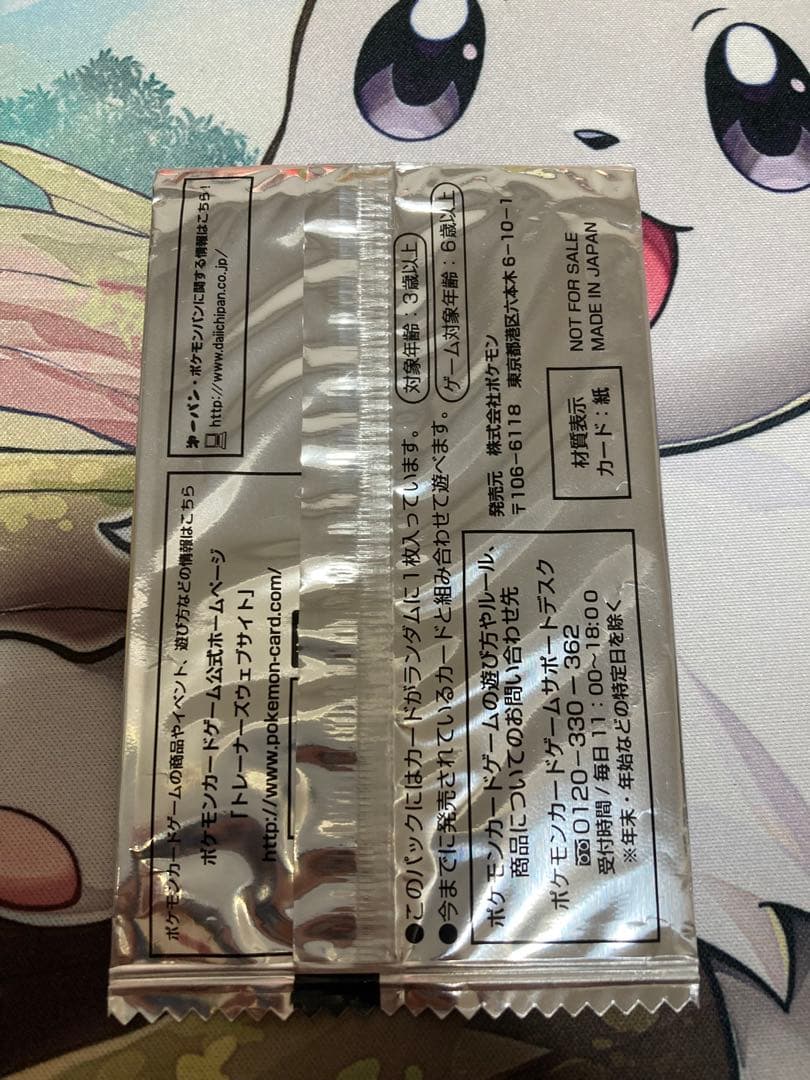 第一パン・ポケモンパンに関する情報はこちら!
http://www.daiichipan.co.jp/
ポケモンカードゲームの商品やイベント、遊び方などの情報はこちら
ポケモンカードゲーム公式ホームページ
「トレーナーズウェブサイト」
http://www.pokemon-card.com/
●このパックにはカードがランダムに1枚入っています。
●今までに発売されているカードと組み合わせて遊べます。
対象年齢:3歳以上
ゲーム対象年齢:6歳以上
ポケモンカードゲームの遊び方やルール、
商品についてのお問い合わせ先
ポケモンカードゲームサポートデスク
0120-330-362
受付時間/毎日11:00~18:00
※年末・年始などの特定日を除く
発売元 株式会社ポケモン
〒106-6118 東京都港区六本木6-10-1
材質表示
カード:紙
NOT FOR SALE
MADE IN JAPAN